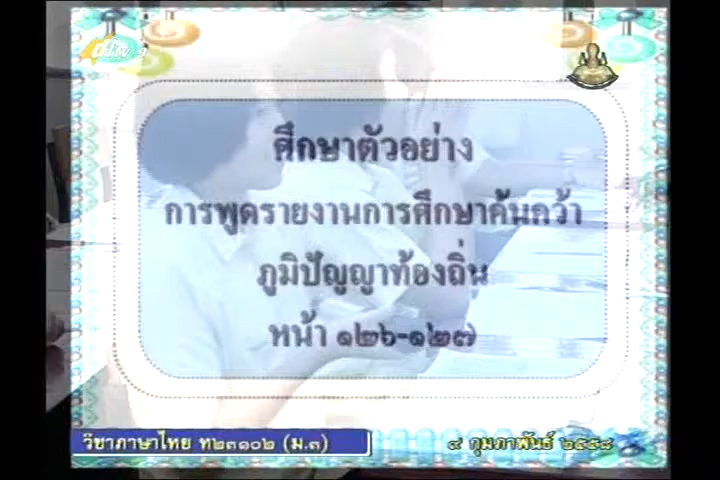 ศึกษาตัวอย่าง
การพูดรายงานการศึกษาค้นคว้า
ภูมิปัญญาท้องถิ่น
หน้า ๑๒๖-๑๒๗
วิชาภาษาไทย ท๒๓๑๐๒ (ม.๓)
๔ กุมภาพันธ์ ๒๕๕๘